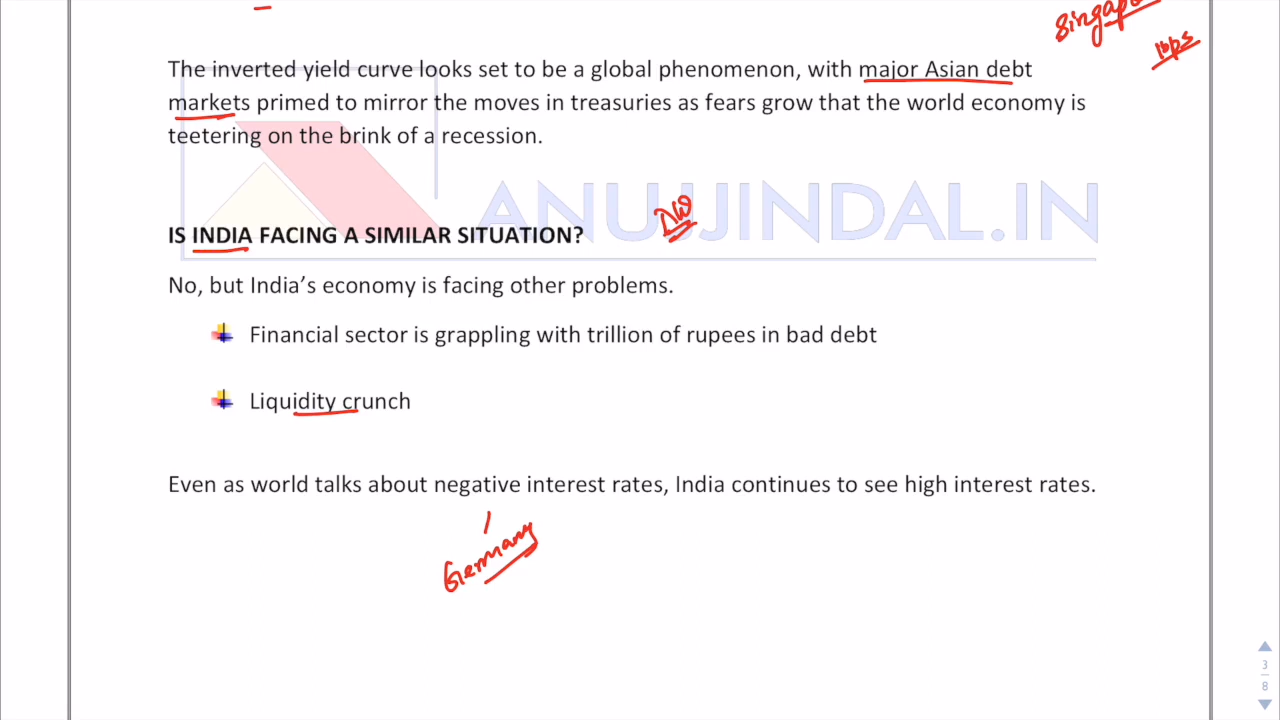 Singapo
1bps
The inverted yield curve looks set to be a global phenomenon, with major Asian debt
markets primed to mirror the moves in treasuries as fears grow that the world economy is
teetering on the brink of a recession.
ANUJJINDAL.IN
No
IS INDIA FACING A SIMILAR SITUATION?
No, but India's economy is facing other problems.
Financial sector is grappling with trillion of rupees in bad debt
Liquidity crunch
Even as world talks about negative interest rates, India continues to see high interest rates.
Germany
3
8